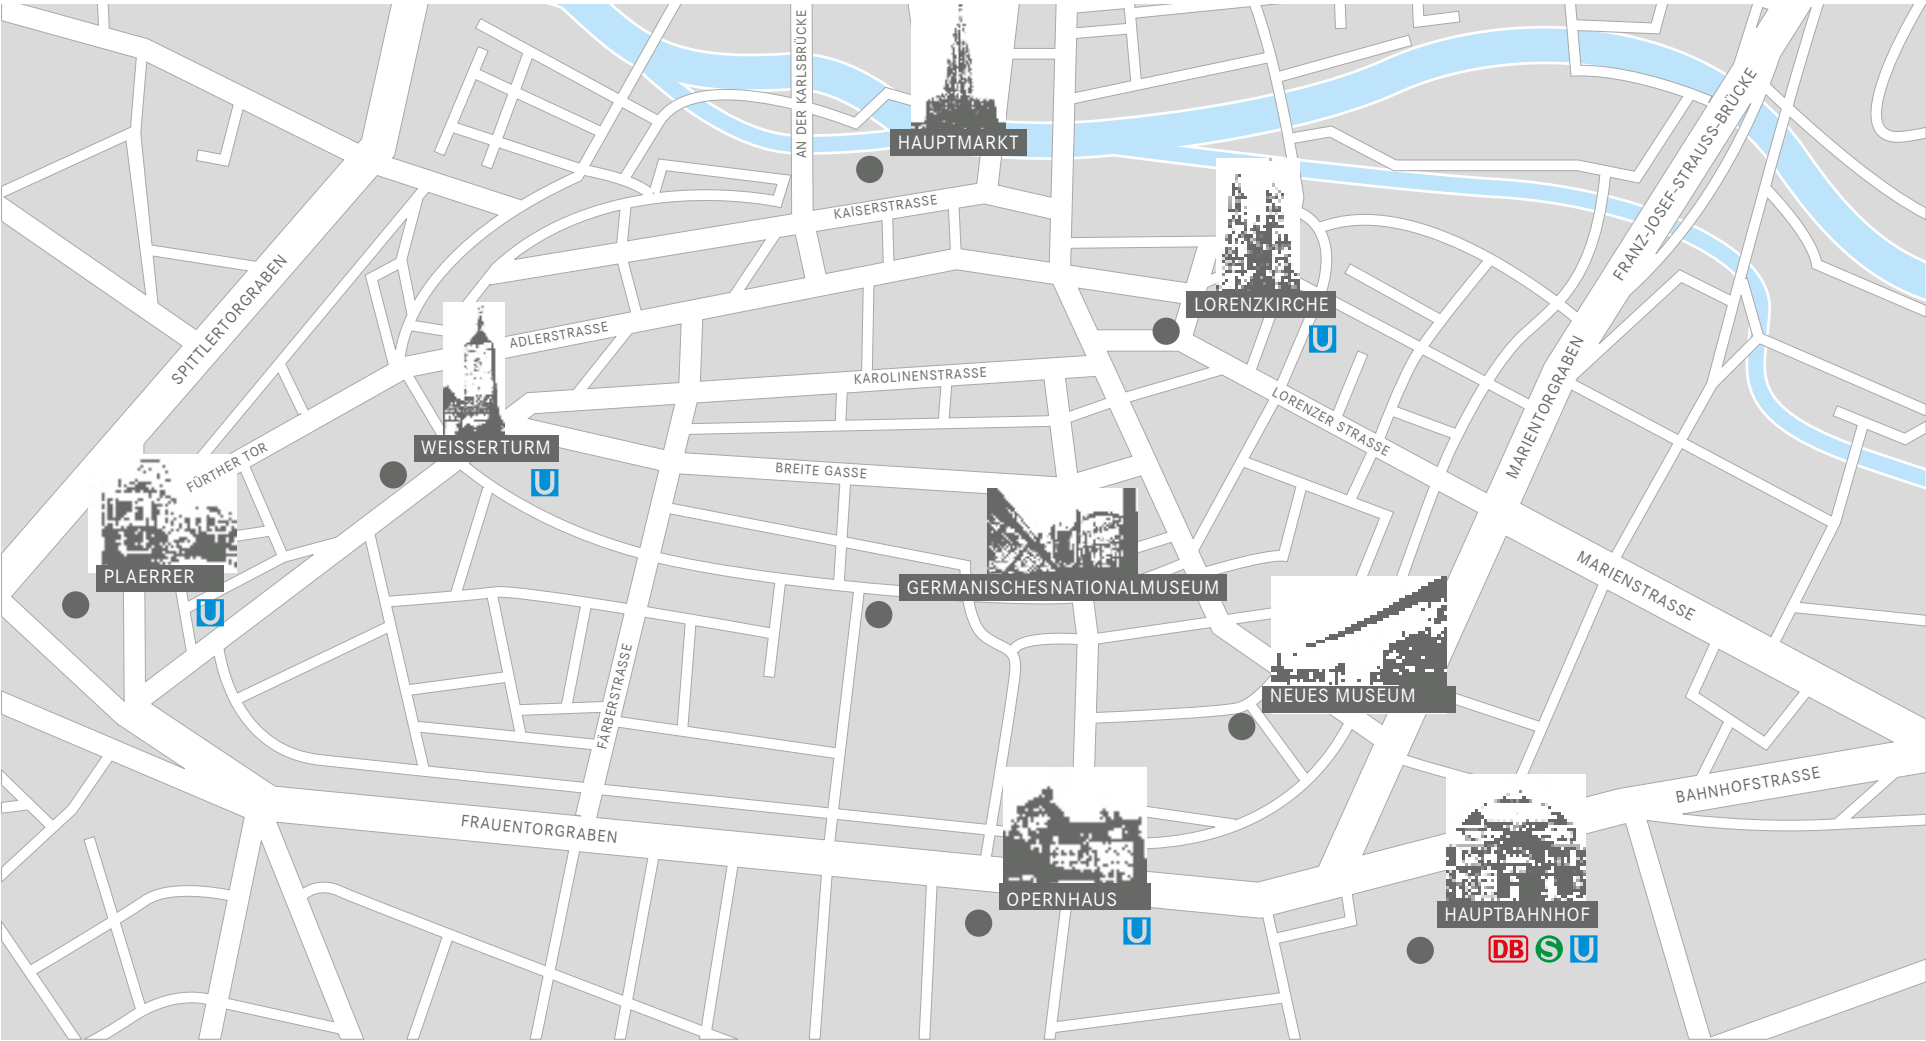 AN DER KARLSBRÜCKE
HAUPTMARKT
KAISERSTRASSE
FRANZ-JOSEF-STRAUSS-BRÜCKE
SPITTLERTORGRABEN
LORENZKIRCHE
U
ADLERSTRASSE
KAROLINENSTRASSE
LORENZER STRASSE
MARIENTORGRABEN
WEISSERTURM
U
FÜRTHER TOR
BREITE GASSE
PLAERRER
U
GERMANISCHESNATIONALMUSEUM
MARIENSTRASSE
FÄRBERSTRASSE
NEUES MUSEUM
BAHNHOFSTRASSE
FRAUENTORGRABEN
OPERNHAUS
U
HAUPTBAHNHOF
DB S U